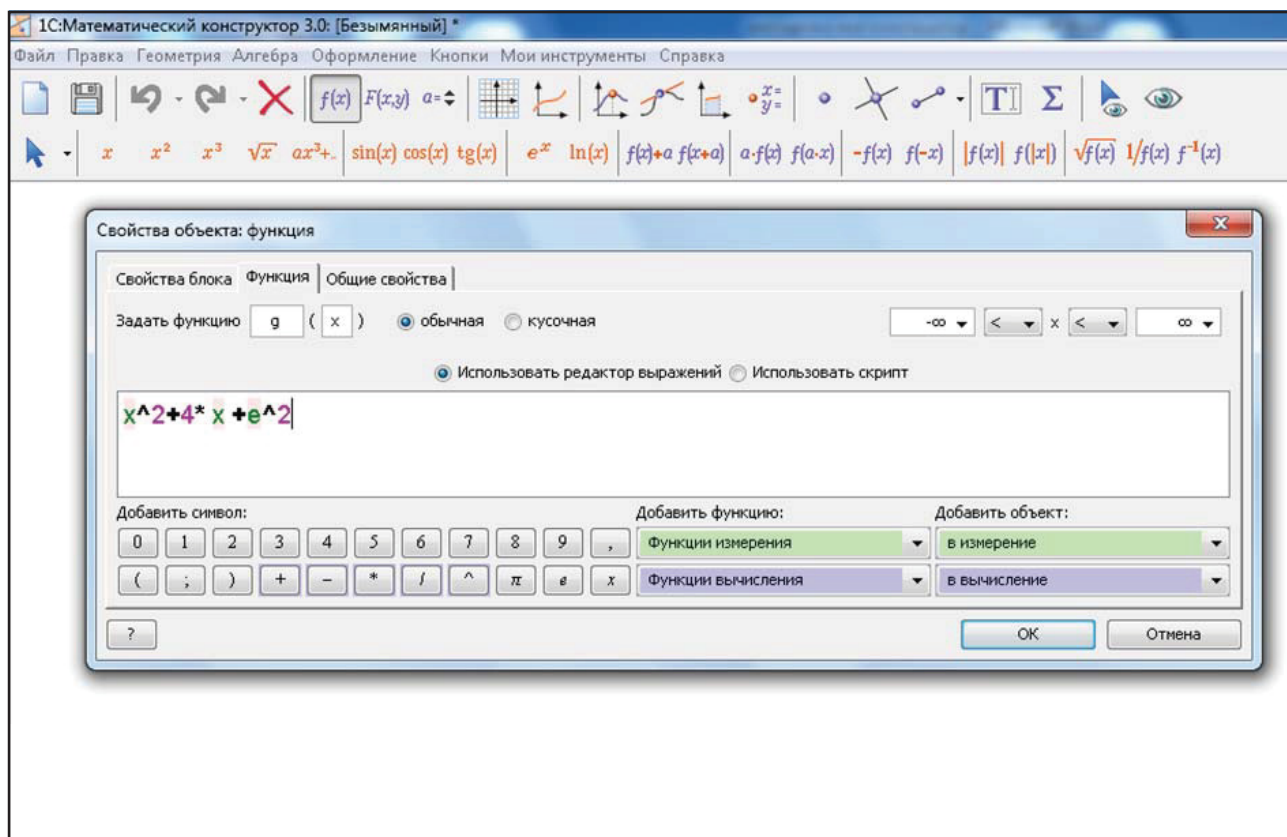 1С:Математический конструктор 3.0: [Безымянный] *
Файл Правка Геометрия Алгебра Оформление Кнопки Мои инструменты Справка
f(x) F(x,y) a= x= y= T Σ
x x² x³ √x ax³+.. sin(x) cos(x) tg(x) eˣ ln(x) f(x)+a f(x+a) a·f(x) f(a·x) -f(x) f(-x) |f(x)| f(|x|) √f(x) 1/f(x) f⁻¹(x)
Свойства объекта: функция
Свойства блока Функция Общие свойства
Задать функцию g ( x ) обычная кусочная -∞ < x < ∞
Использовать редактор выражений Использовать скрипт
x^2+4* x +e^2
Добавить символ: Добавить функцию: Добавить объект:
0 1 2 3 4 5 6 7 8 9 , Функции измерения в измерение
( ; ) + - * / ^ π e x Функции вычисления в вычисление
? OK Отмена